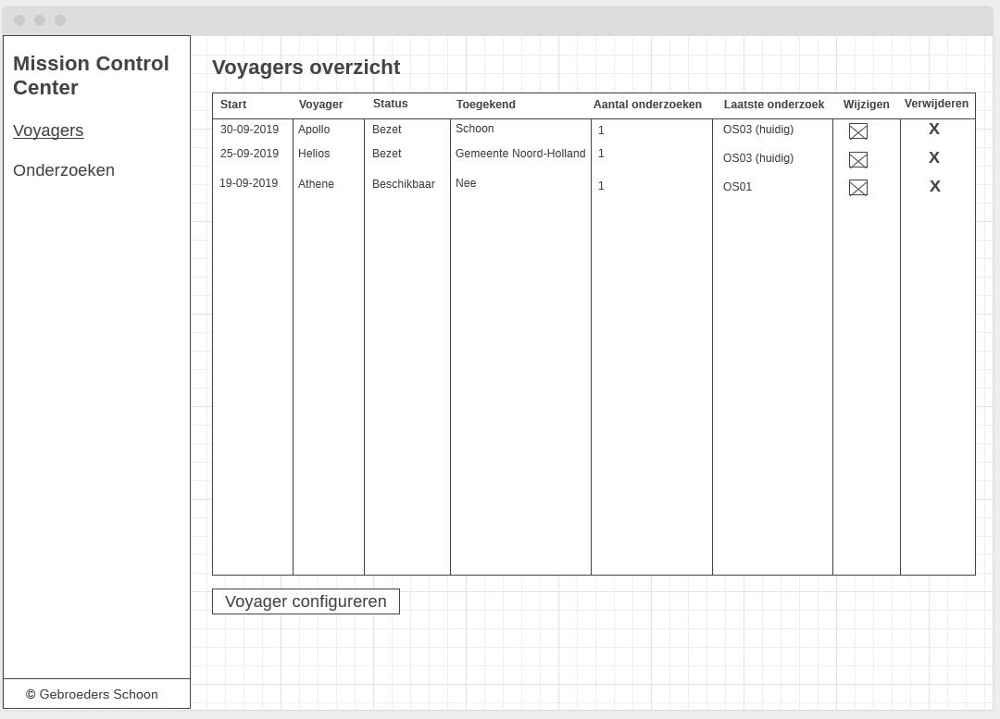 Mission Control
Center
Voyagers
Onderzoeken
© Gebroeders Schoon
Voyagers overzicht
Start Voyager Status Toegekend Aantal onderzoeken Laatste onderzoek Wijzigen Verwijderen
30-09-2019 Apollo Bezet Schoon 1 OS03 (huidig) X
25-09-2019 Helios Bezet Gemeente Noord-Holland 1 OS03 (huidig) X
19-09-2019 Athene Beschikbaar Nee 1 OS01 X
Voyager configureren